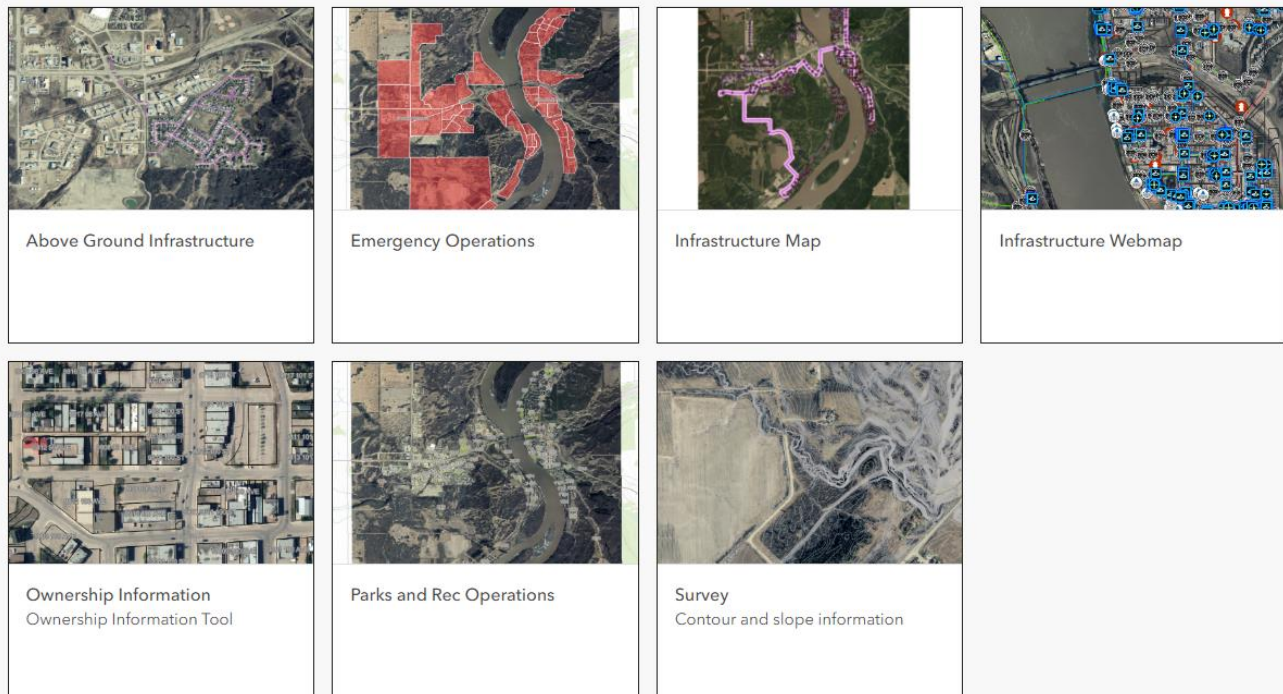 Above Ground Infrastructure
Emergency Operations
Infrastructure Map
Infrastructure Webmap
Ownership Information
Ownership Information Tool
Parks and Rec Operations
Survey
Contour and slope information